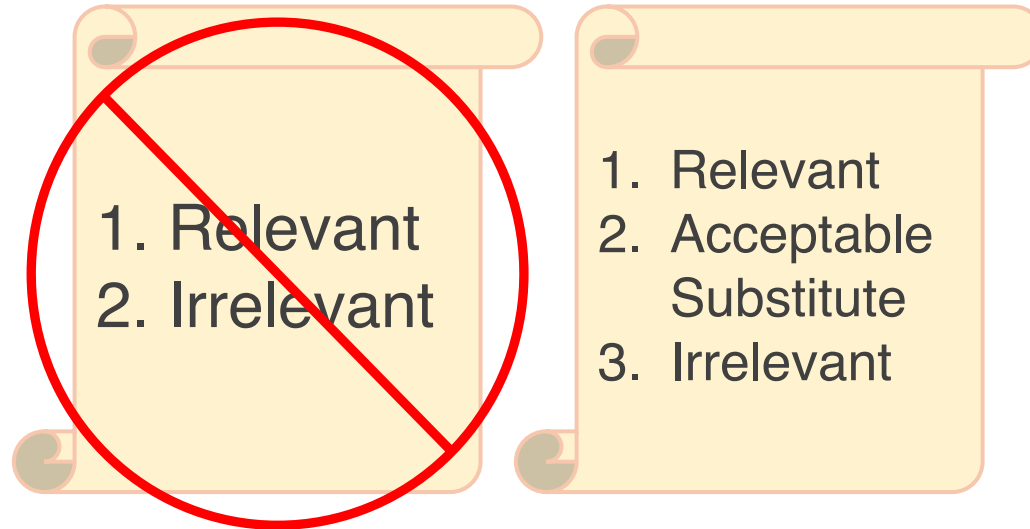 1. Relevant
2. Irrelevant
1. Relevant
2. Acceptable
Substitute
3. Irrelevant